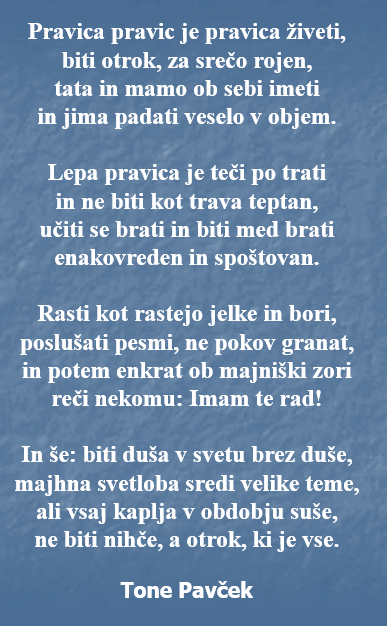 Pravica pravic je pravica živeti,
biti otrok, za srečo rojen,
tata in mamo ob sebi imeti
in jima padati veselo v objem.
Lepa pravica je teči po trati
in ne biti kot trava teptan,
učiti se brati in biti med brati
enakovreden in spoštovan.
Rasti kot rastejo jelke in bori,
poslušati pesmi, ne pokov granat,
in potem enkrat ob majniški zori
reči nekomu: Imam te rad!
In še: biti duša v svetu brez duše,
majhna svetloba sredi velike teme,
ali vsaj kaplja v obdobju suše,
ne biti nihče, a otrok, ki je vse.
Tone Pavček